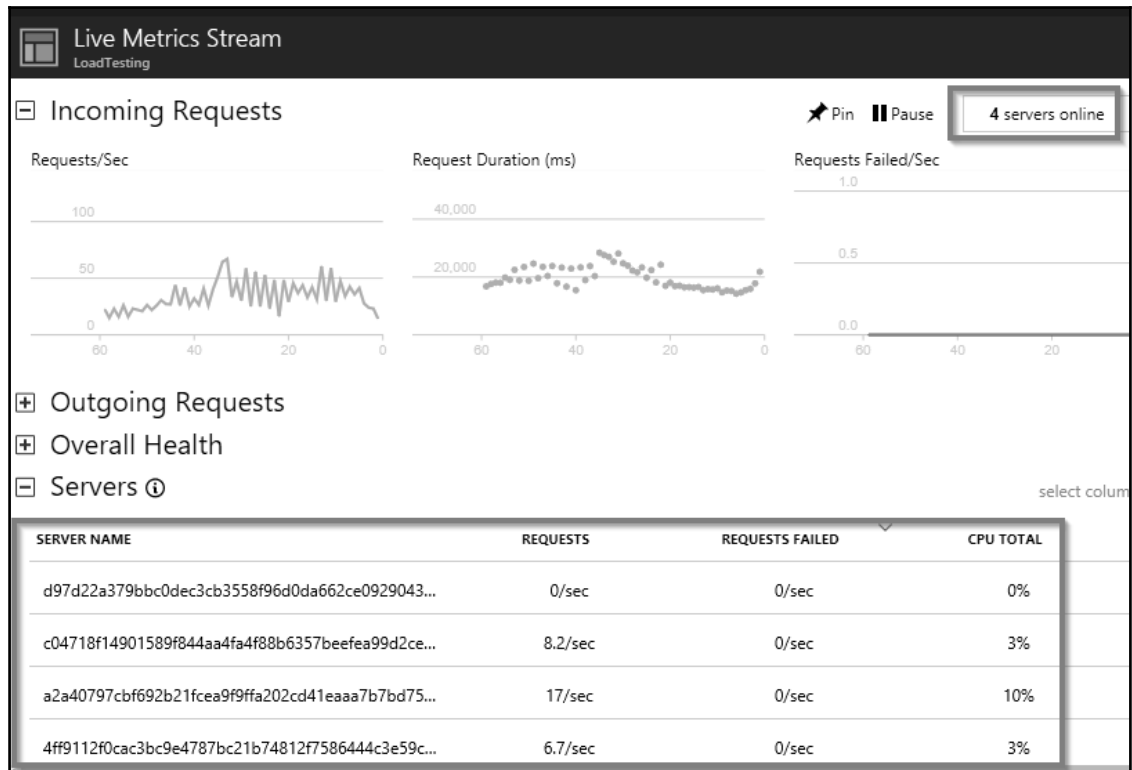 Live Metrics Stream
LoadTesting
Incoming Requests
Pin Pause 4 servers online
Requests/Sec Request Duration (ms) Requests Failed/Sec
1.0
100 40,000
0.5
50 20,000
0 0.0
60 40 20 0 60 40 20 0 60 40 20
Outgoing Requests
Overall Health
Servers
select colum
SERVER NAME REQUESTS REQUESTS FAILED CPU TOTAL
d97d22a379bbc0dec3cb3558f96d0da662ce0929043... 0/sec 0/sec 0%
c04718f14901589f844aa4fa4f88b6357beefea99d2ce... 8.2/sec 0/sec 3%
a2a40797cbf692b21fcea9f9ffa202cd41eaaa7b7bd75... 17/sec 0/sec 10%
4ff9112f0cac3bc9e4787bc21b74812f7586444c3e59c... 6.7/sec 0/sec 3%